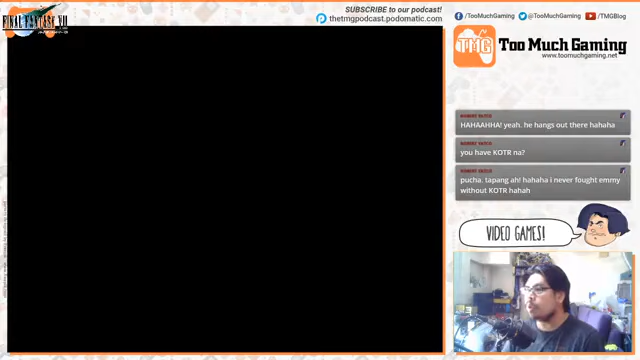 FINAL FANTASY VII
SUBSCRIBE to our podcast!
thetmgpodcast.podomatic.com
/TooMuchGaming
@TooMuchGaming
/TMGBlog
TMG
TOO MUCH GAMING
www.toomuchgaming.net
HAHAAHHA! yeah. he hangs out there hahaha
you have KOTR na?
pucha. tapang ah! hahaha i never fought emmy
without KOTR hahah
VIDEO GAMES!